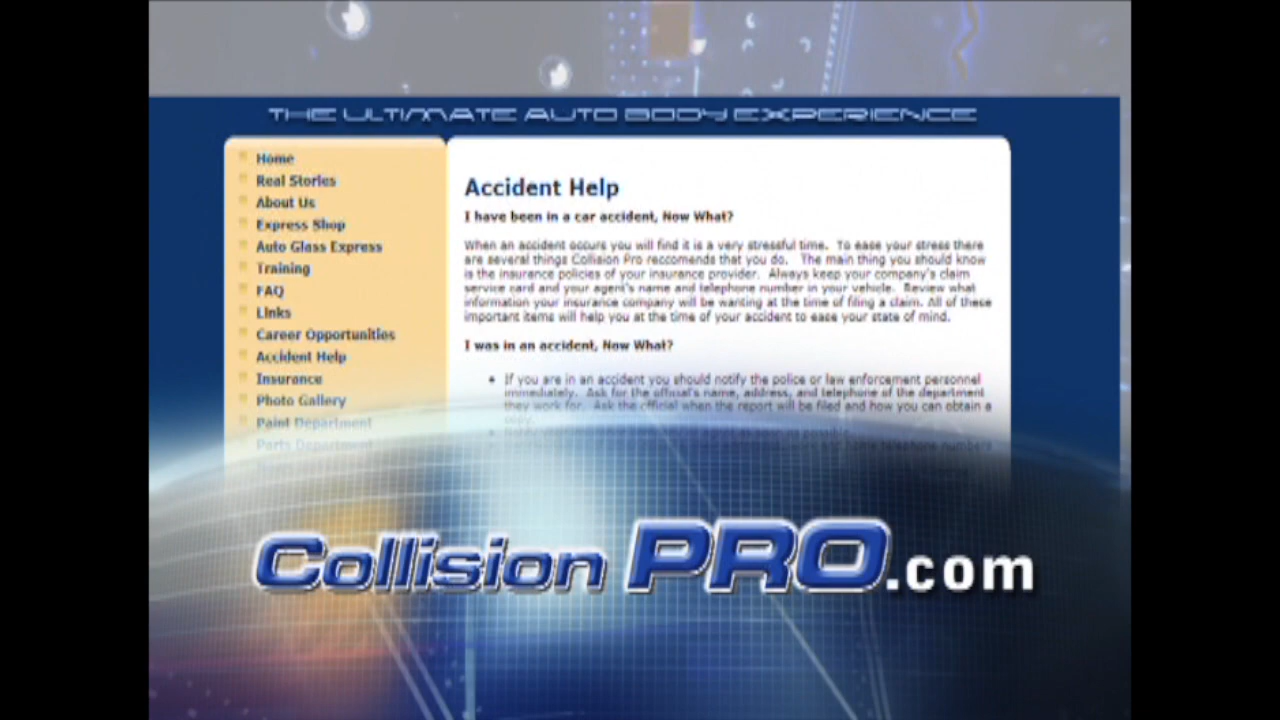 THE ULTIMATE AUTO BODY EXPERIENCE
Home
Real Stories
About Us
Express Shop
Auto Glass Express
Training
FAQ
Links
Career Opportunities
Accident Help
Insurance
Photo Gallery
Paint Department
Parts Department
Accident Help
I have been in a car accident, Now What?
When an accident occurs you will find it is a very stressful time. To ease your stress there
are several things Collision Pro reccomends that you do. The main thing you should know
is the insurance policies of your insurance provider. Always keep your company's claim
service card and your agent's name and telephone number in your vehicle. Review what
information your insurance company will be wanting at the time of filing a claim. All of these
important items will help you at the time of your accident to ease your state of mind.
I was in an accident, Now What?
• If you are in an accident you should notify the police or law enforcement personnel
immediately. Ask for the official's name, address, and telephone of the department
they work for. Ask the official when the report will be filed and how you can obtain a
copy.
telephone numbers
Collision PRO.com